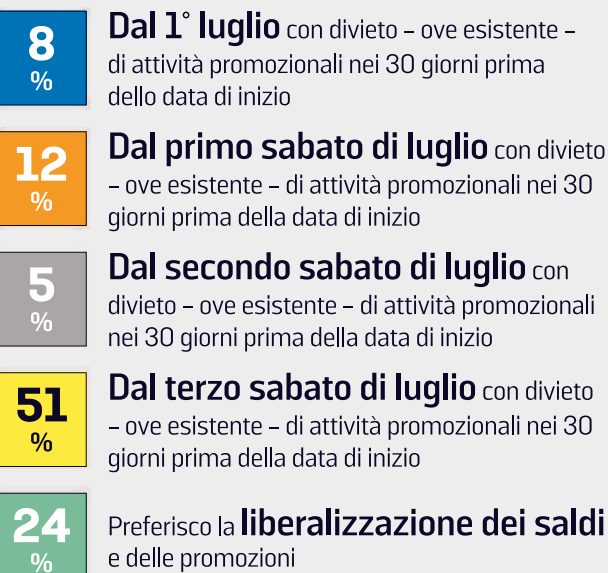 8
%
Dal 1° luglio con divieto – ove esistente –
di attività promozionali nei 30 giorni prima
dello data di inizio
12
%
Dal primo sabato di luglio con divieto
– ove esistente – di attività promozionali nei 30
giorni prima della data di inizio
5
%
Dal secondo sabato di luglio con
divieto – ove esistente – di attività promozionali
nei 30 giorni prima della data di inizio
51
%
Dal terzo sabato di luglio con divieto
– ove esistente – di attività promozionali nei 30
giorni prima della data di inizio
24
%
Preferisco la liberalizzazione dei saldi
e delle promozioni